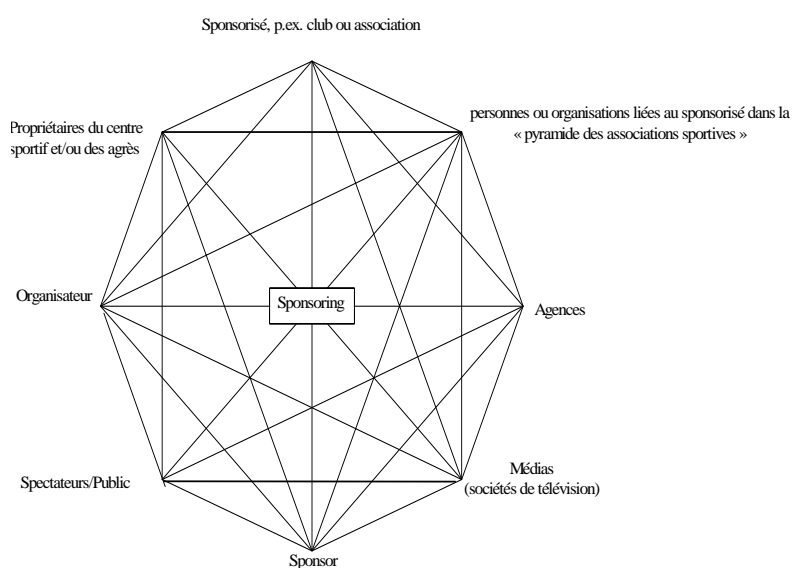 Sponsorisé, p.ex. club ou association
personnes ou organisations liées au sponsorisé dans la
« pyramide des associations sportives »
Propriétaires du centre
sportif et/ou des agrès
Organisateur
Sponsoring
Agences
Spectateurs/Public
Médias
(sociétés de télévision)
Sponsor